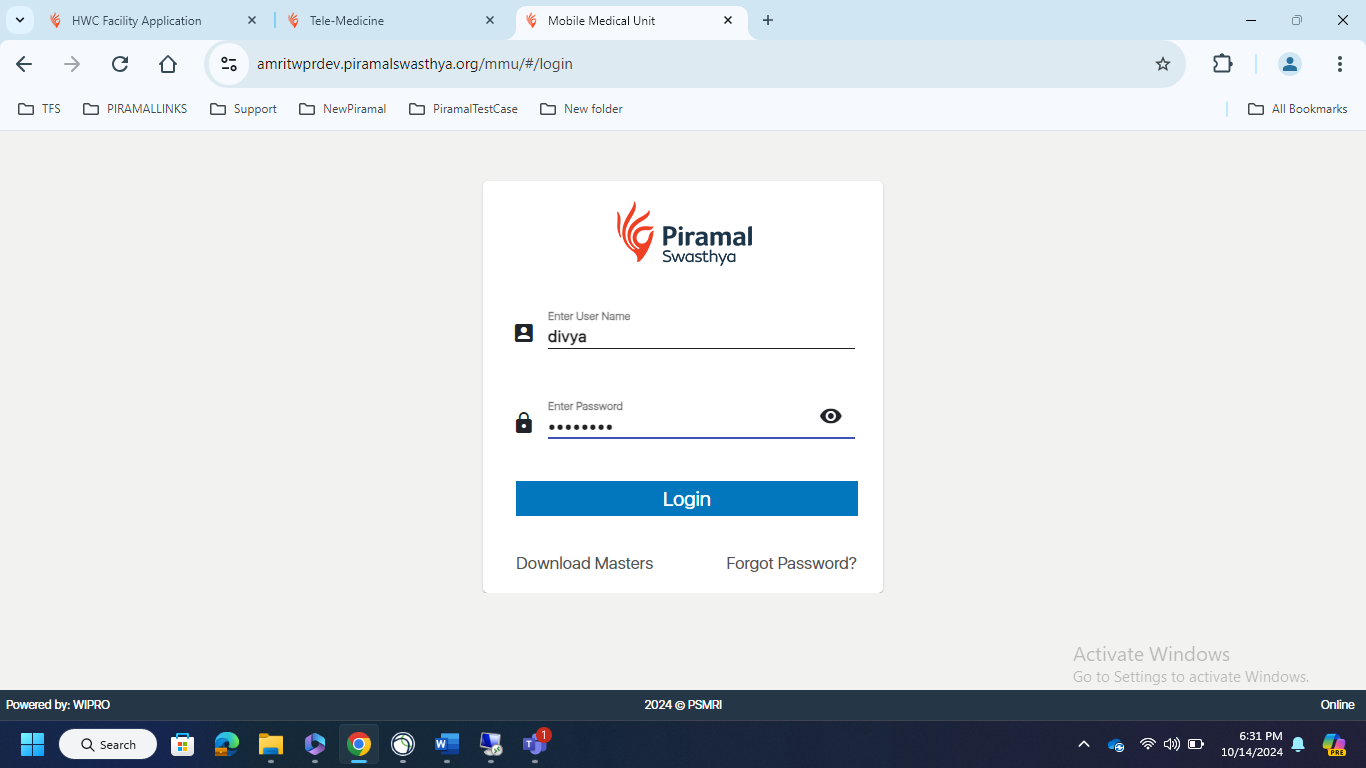 HWC Facility Application
Tele-Medicine
Mobile Medical Unit
amritwprdev.piramalswasthya.org/mmu/#/login
TFS
PIRAMALLINKS
Support
NewPiramal
PiramalTestCase
New folder
All Bookmarks
Piramal
Swasthya
Enter User Name
divya
Enter Password
••••••••
Login
Download Masters
Forgot Password?
Activate Windows
Go to Settings to activate Windows.
Powered by: WIPRO
2024 © PSMRI
Online
Search
W
T
1
6:31 PM
10/14/2024
PRE